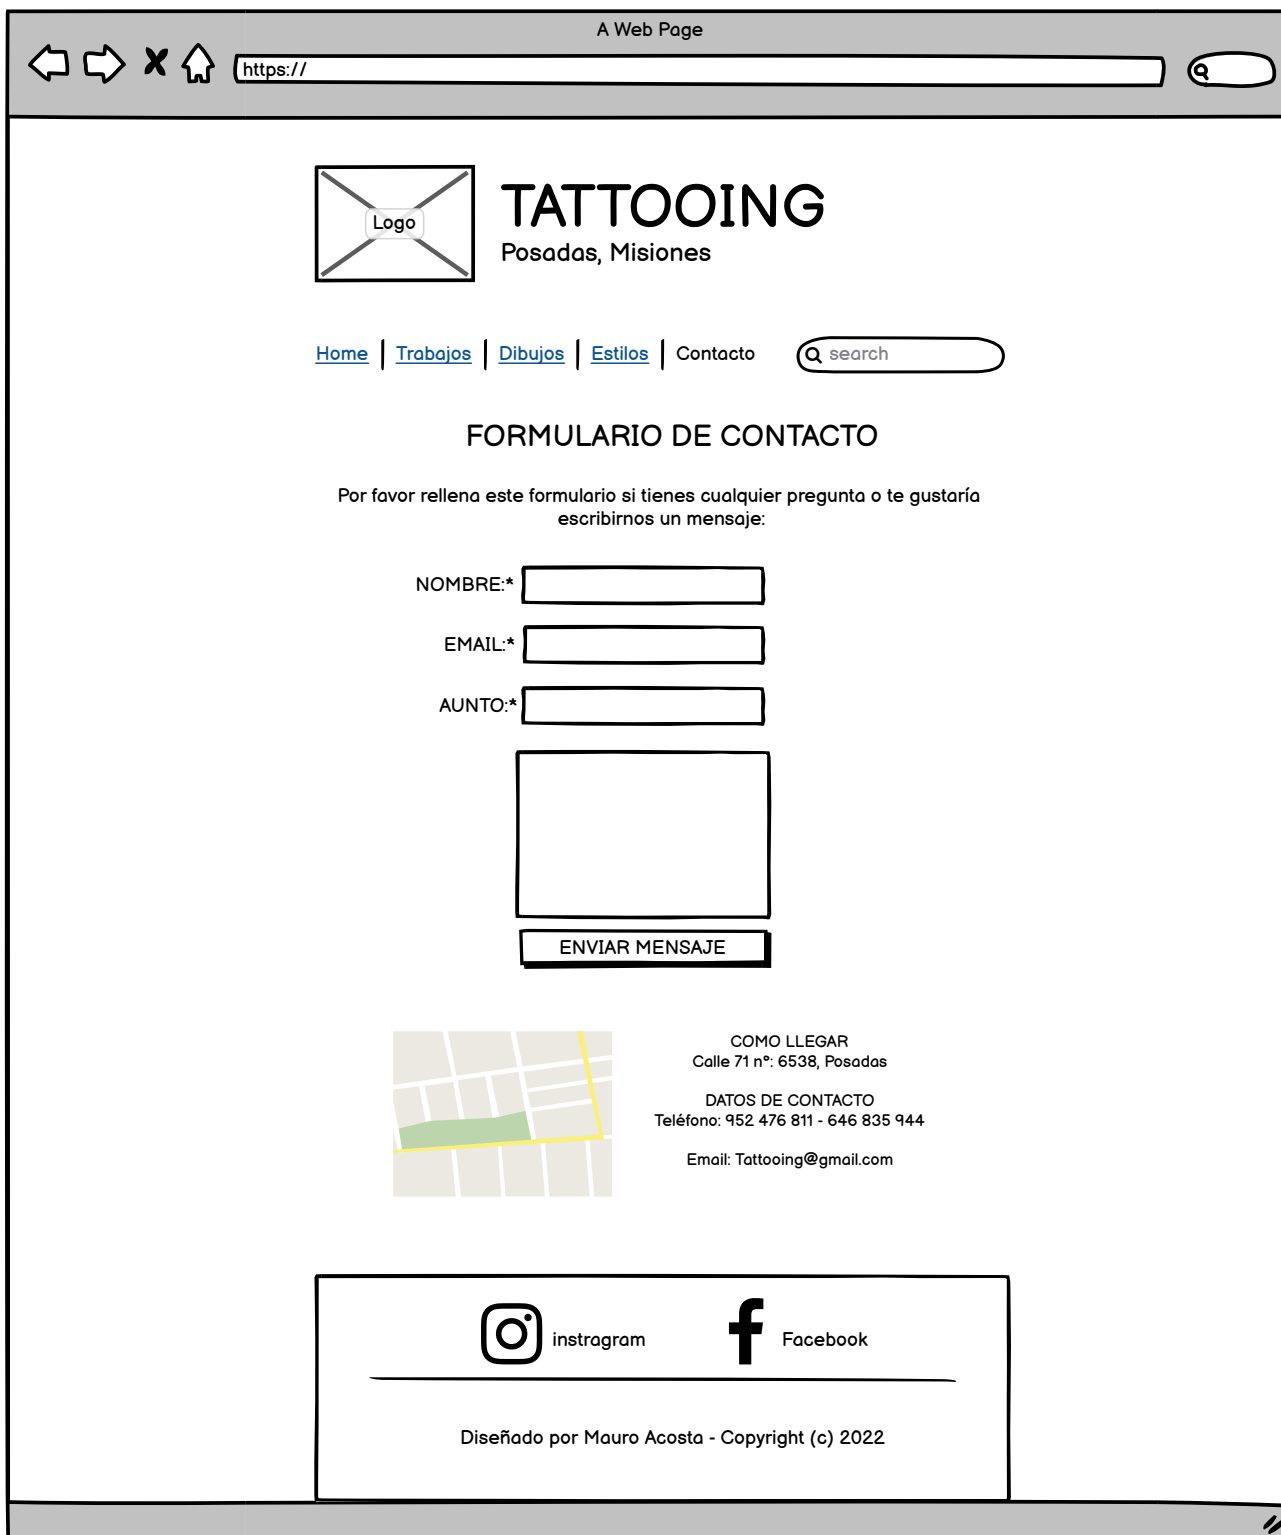 A Web Page
https://
Logo
TATTOOING
Posadas, Misiones
Home Trabajos Dibujos Estilos Contacto search
FORMULARIO DE CONTACTO
Por favor rellena este formulario si tienes cualquier pregunta o te gustaría
escribirnos un mensaje:
NOMBRE:*
EMAIL:*
AUNTO:*
ENVIAR MENSAJE
COMO LLEGAR
Calle 71 nº: 6538, Posadas
DATOS DE CONTACTO
Teléfono: 952 476 811 - 646 835 944
Email: Tattooing@gmail.com
instragram Facebook
Diseñado por Mauro Acosta - Copyright (c) 2022